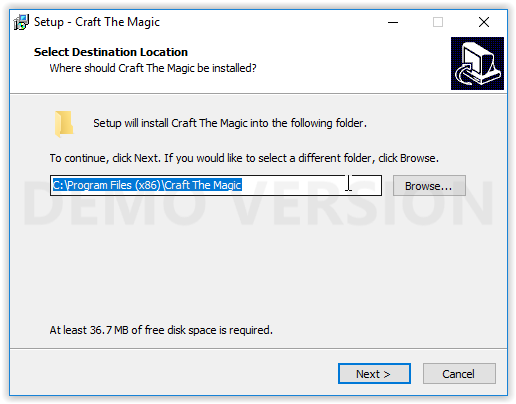 Setup - Craft The Magic
Select Destination Location
Where should Craft The Magic be installed?
Setup will install Craft The Magic into the following folder.
To continue, click Next. If you would like to select a different folder, click Browse.
C:\Program Files (x86)\Craft The Magic
Browse...
DEMO VERSION
At least 36.7 MB of free disk space is required.
Next >
Cancel